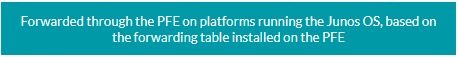 Forwarded through the PFE on platforms running the Junos OS, based on
the forwarding table installed on the PFE